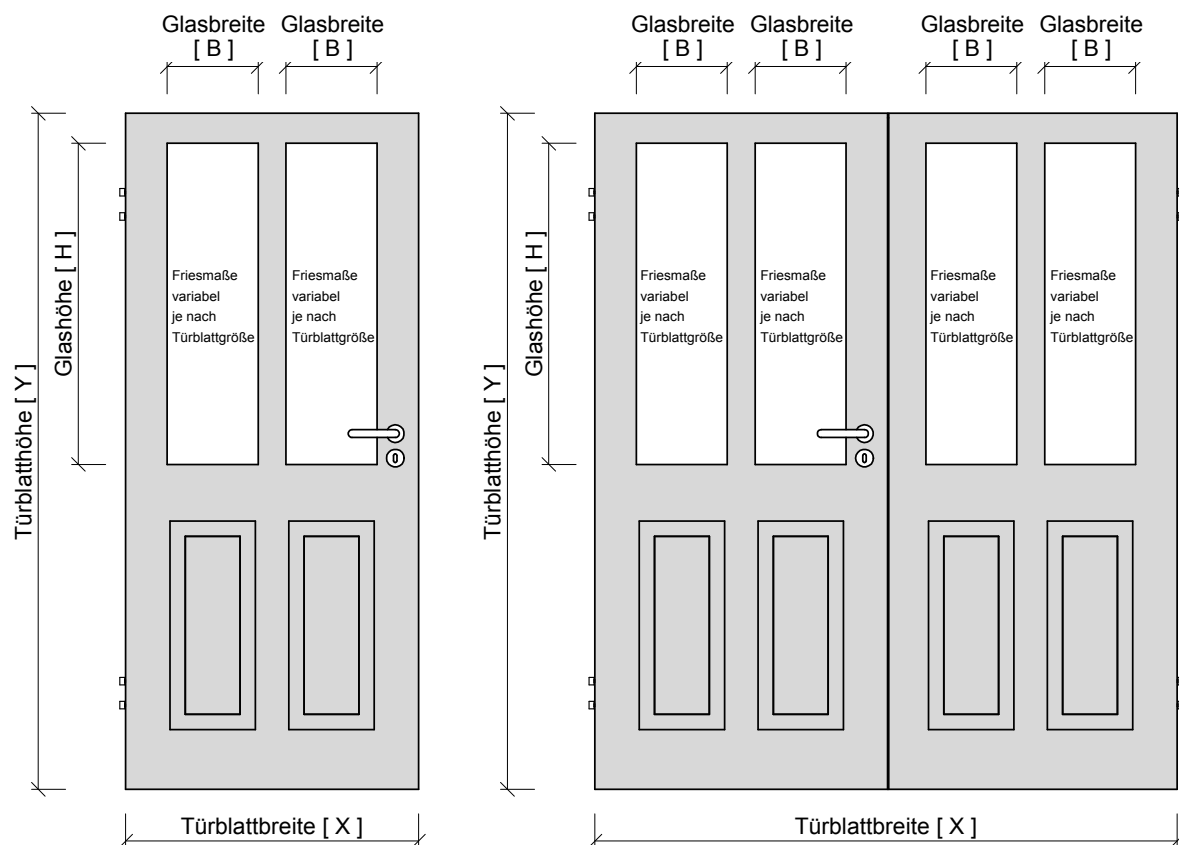 Glasbreite Glasbreite
[ B ] [ B ]
Glasbreite Glasbreite
[ B ] [ B ]
Glasbreite Glasbreite
[ B ] [ B ]
Türblatthöhe [ Y ]
Glashöhe [ H ]
Friesmaße
variabel
je nach
Türblattgröße
Friesmaße
variabel
je nach
Türblattgröße
Türblattbreite [ X ]
Türblatthöhe [ Y ]
Glashöhe [ H ]
Friesmaße
variabel
je nach
Türblattgröße
Friesmaße
variabel
je nach
Türblattgröße
Friesmaße
variabel
je nach
Türblattgröße
Friesmaße
variabel
je nach
Türblattgröße
Türblattbreite [ X ]